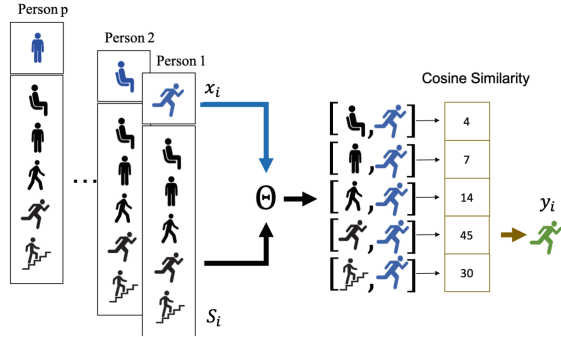 Person p
Person 2
Person 1
x_i
Cosine Similarity
...
Θ
S_i
[ , ]
4
[ , ]
7
[ , ]
14
[ , ]
45
[ , ]
30
y_i